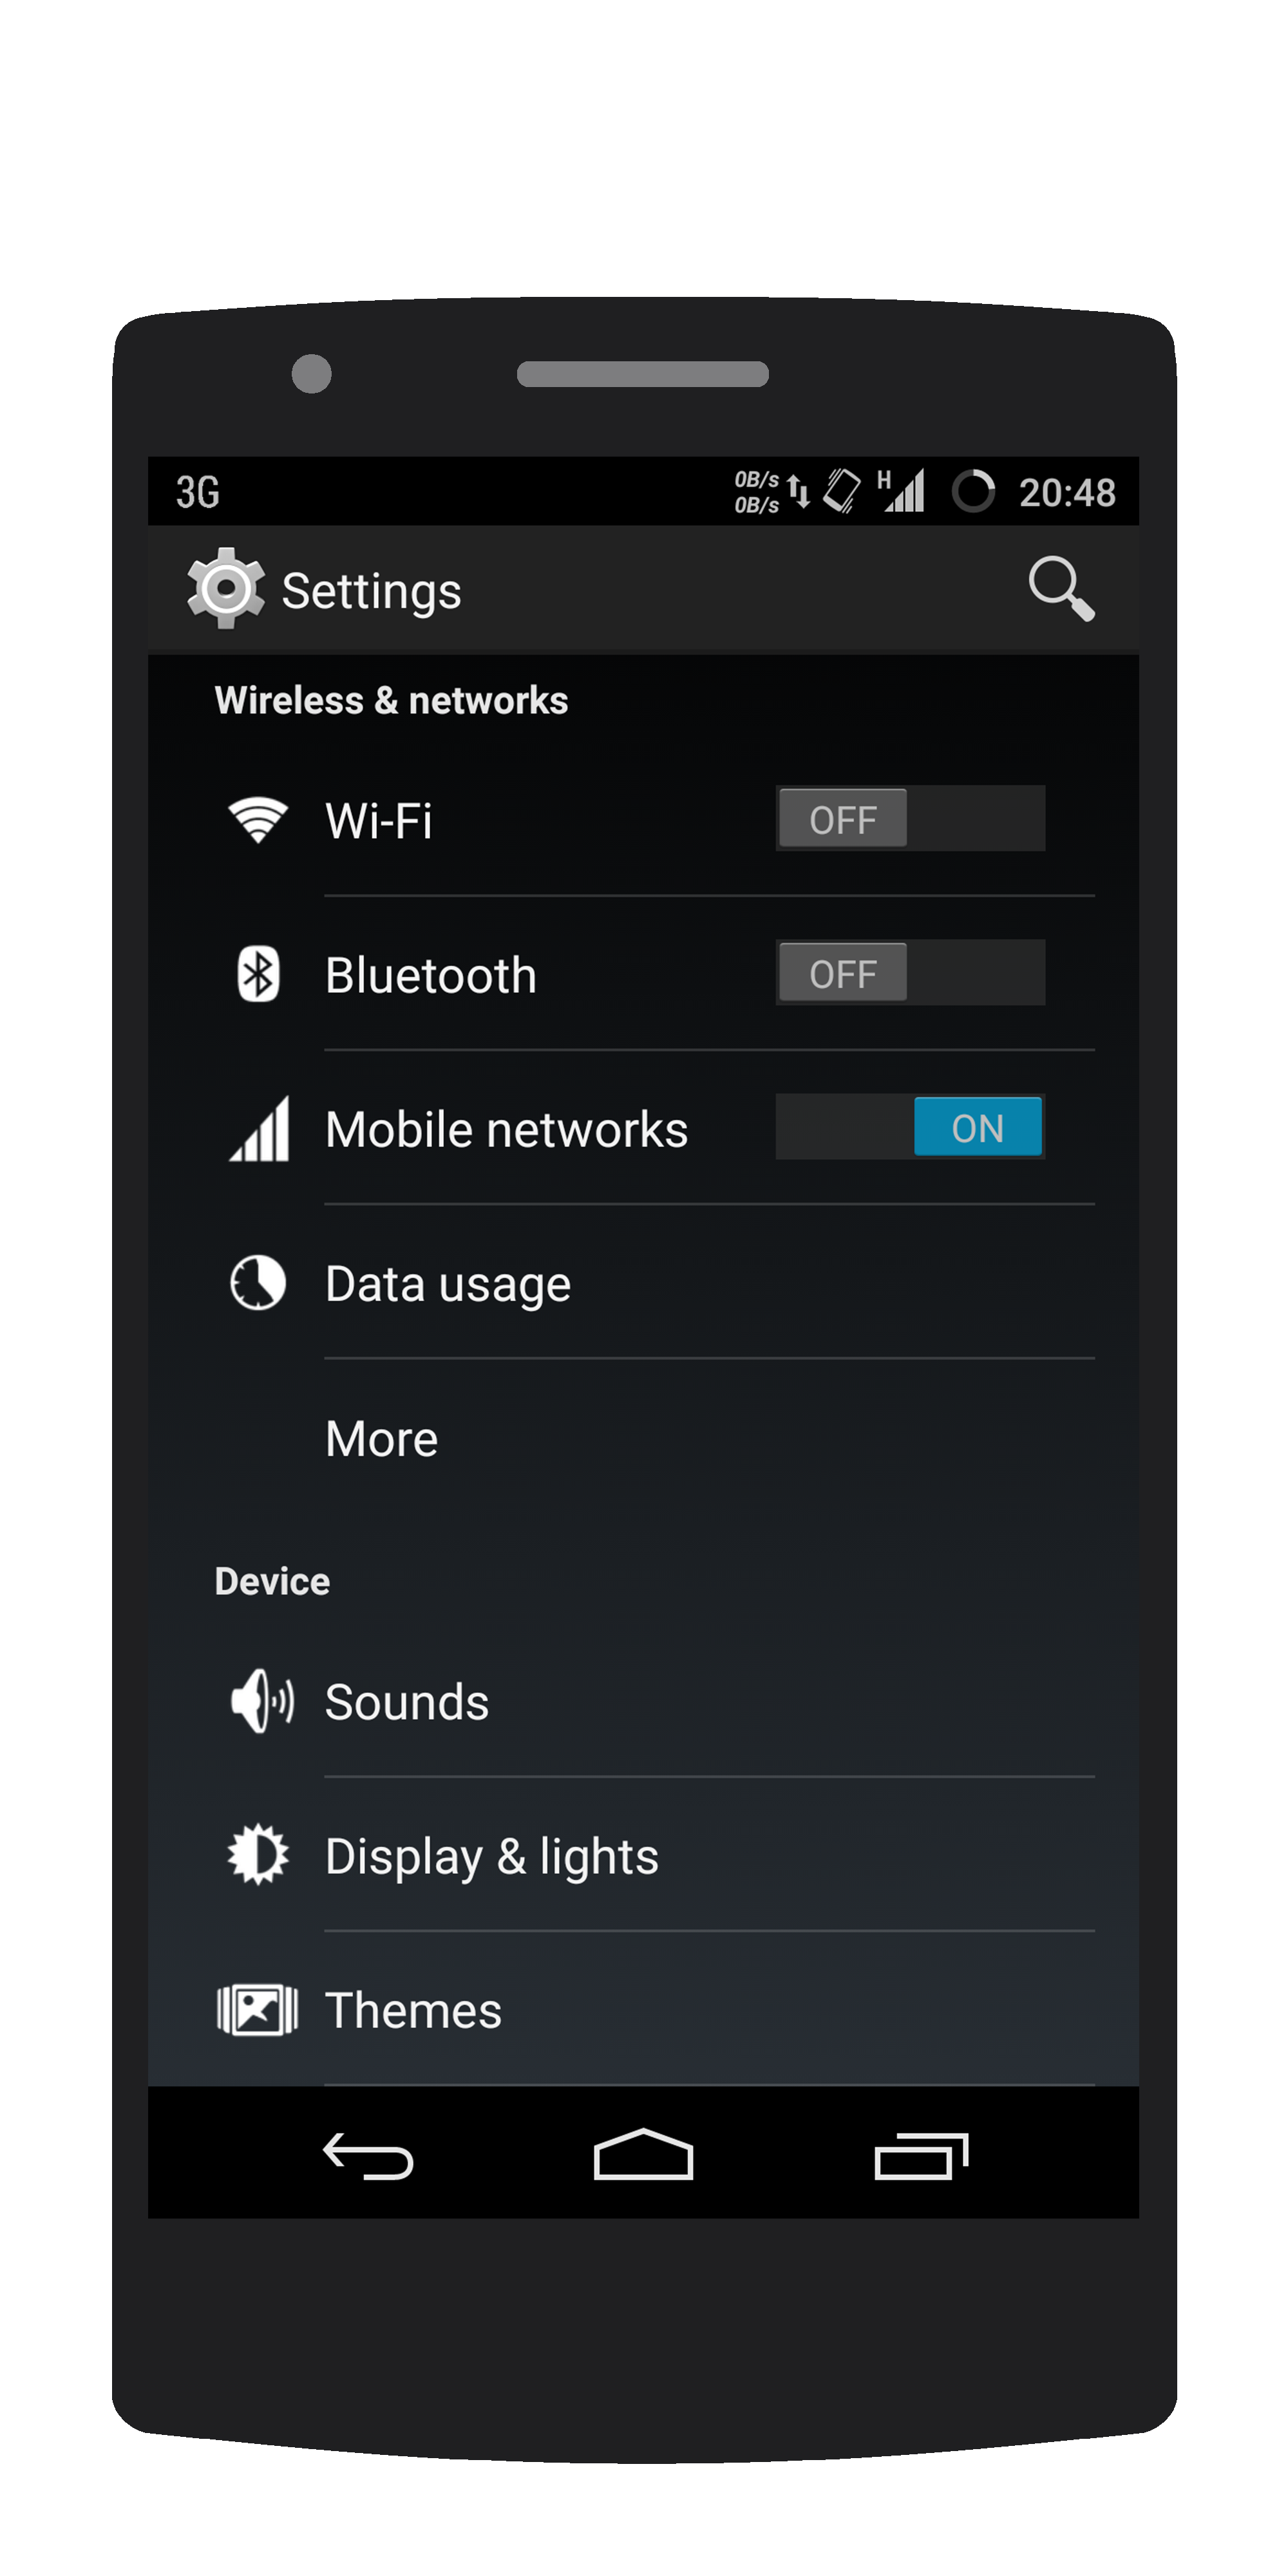 3G
0B/s
0B/s
H
20:48
Settings
Wireless & networks
Wi-Fi
OFF
Bluetooth
OFF
Mobile networks
ON
Data usage
More
Device
Sounds
Display & lights
Themes